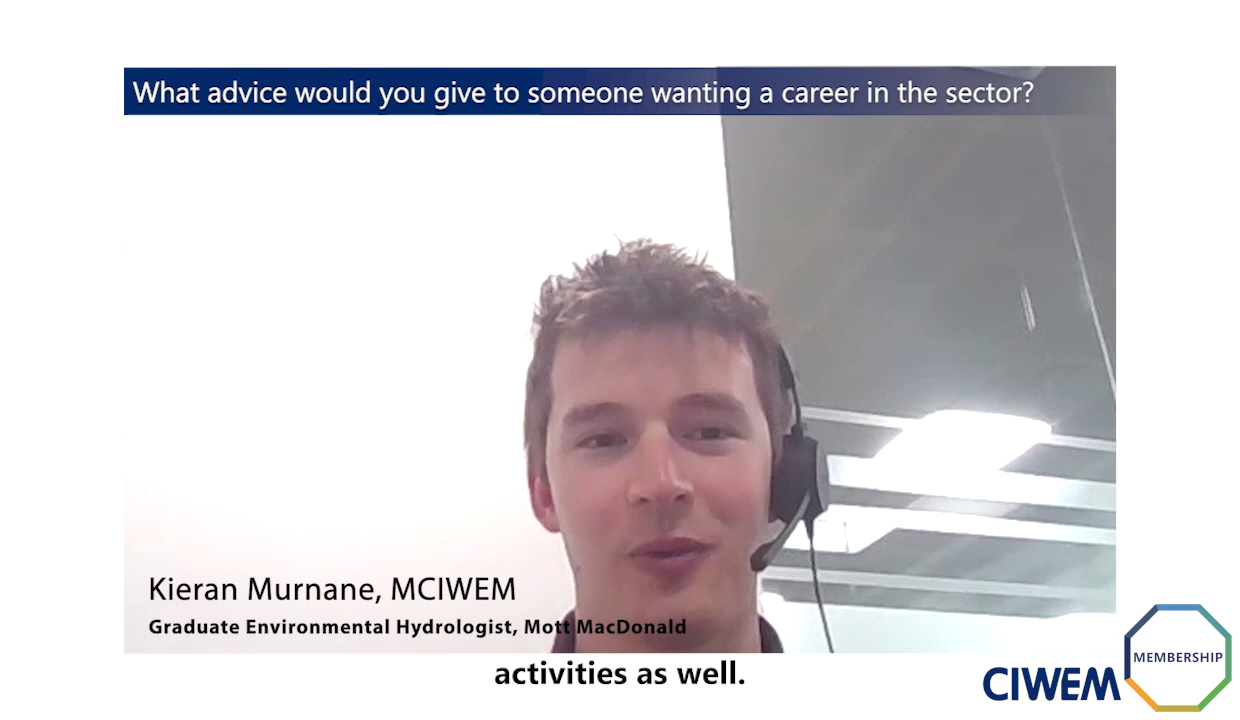 What advice would you give to someone wanting a career in the sector?
Kieran Murnane, MCIWEM
Graduate Environmental Hydrologist, Mott MacDonald
activities as well.
CIWEM
MEMBERSHIP